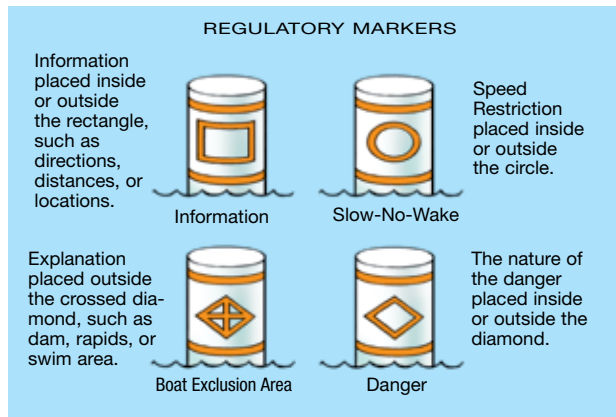 REGULATORY MARKERS
Information
placed inside
or outside
the rectangle,
such as
directions,
distances, or
locations.
Information
Speed
Restriction
placed inside
or outside
the circle.
Slow-No-Wake
Explanation
placed outside
the crossed dia-
mond, such as
dam, rapids, or
swim area.
Boat Exclusion Area
The nature of
the danger
placed inside
or outside the
diamond.
Danger